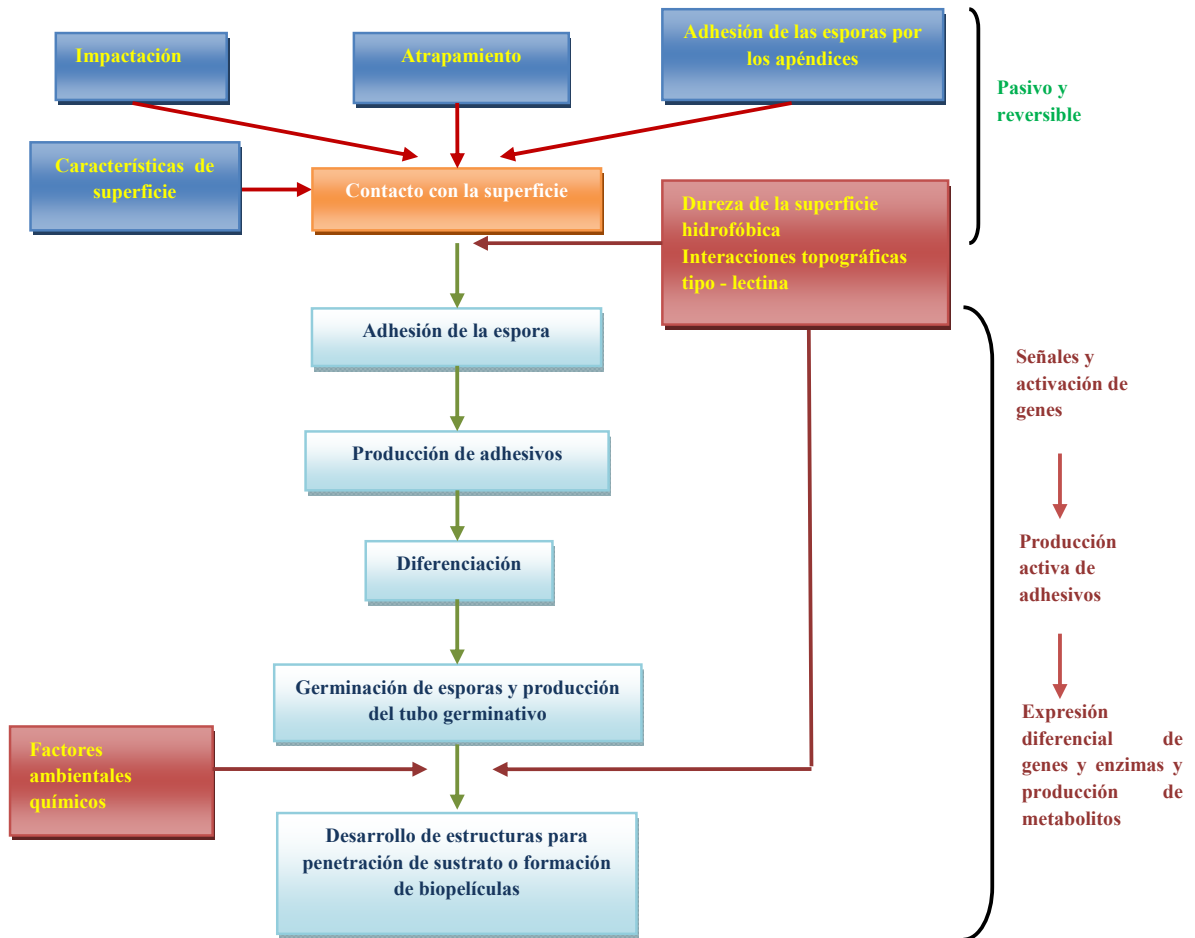 Impactación
Atrapamiento
Adhesión de las esporas por
los apéndices
Pasivo y
reversible
Características de
superficie
Contacto con la superficie
Dureza de la superficie
hidrofóbica
Interacciones topográficas
tipo - lectina
Adhesión de la espora
Señales y
activación de
genes
Producción de adhesivos
Producción
activa de
adhesivos
Diferenciación
Germinación de esporas y producción
del tubo germinativo
Expresión
diferencial de
genes y enzimas y
producción de
metabolitos
Factores
ambientales
químicos
Desarrollo de estructuras para
penetración de sustrato o formación
de biopelículas